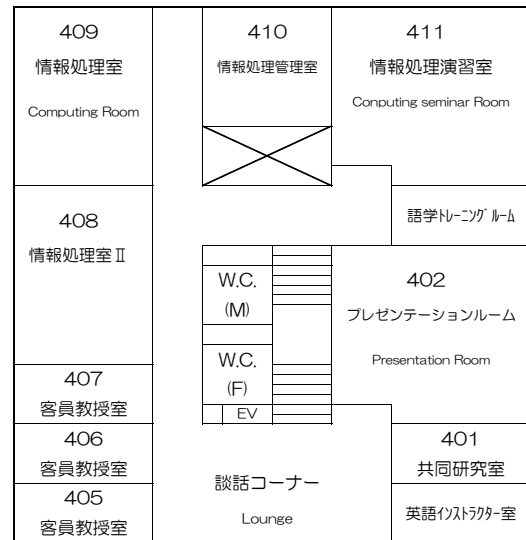 409
情報処理室
Computing Room
410
情報処理管理室
411
情報処理演習室
Conputing seminar Room
408
情報処理室Ⅱ
語学トレーニングルーム
W.C.
(M)
402
プレゼンテーションルーム
Presentation Room
W.C.
(F)
EV
407
客員教授室
406
客員教授室
405
客員教授室
談話コーナー
Lounge
401
共同研究室
英語インストラクター室